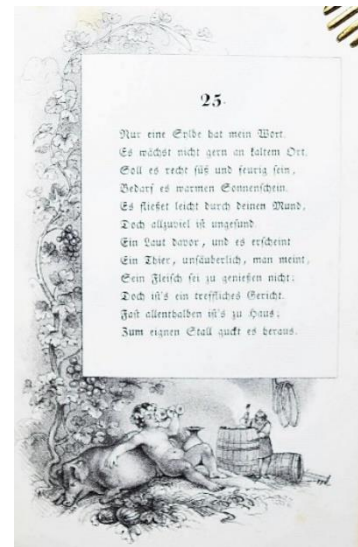 25.
Nur eine Sylbe hat mein Wort.
Es wächst nicht gern an kaltem Ort.
Soll es recht süß und feurig sein,
Bedarf es warmen Sonnenschein.
Es fließet leicht durch deinen Mund,
Doch allzuviel ist ungesund.
Ein Laut davor, und es erscheint
Ein Thier, unsäuberlich, man meint,
Sein Fleisch sei zu genießen nicht;
Doch ist's ein treffliches Gericht.
Fast allenthalben ist's zu Haus;
Zum eignen Stall guckt es heraus.